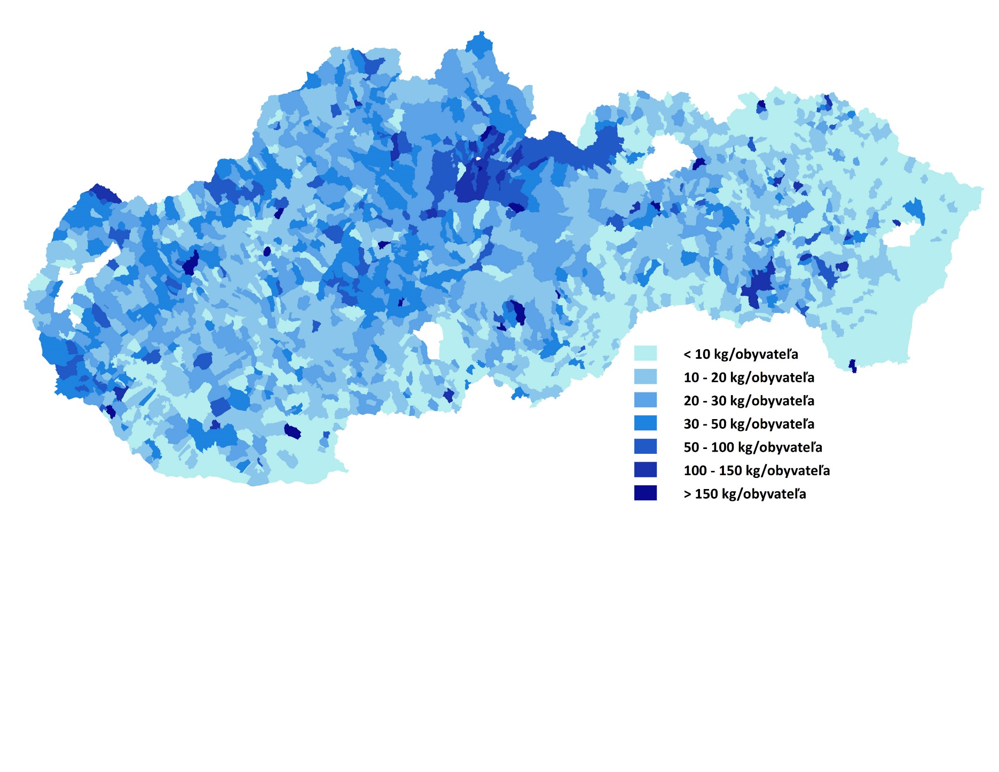 < 10 kg/obyvateľa
10 - 20 kg/obyvateľa
20 - 30 kg/obyvateľa
30 - 50 kg/obyvateľa
50 - 100 kg/obyvateľa
100 - 150 kg/obyvateľa
> 150 kg/obyvateľa